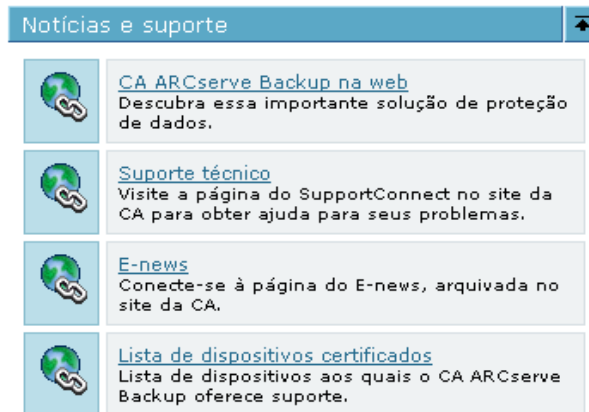 Notícias e suporte
CA ARCserve Backup na web
Descubra essa importante solução de proteção
de dados.
Suporte técnico
Visite a página do SupportConnect no site da
CA para obter ajuda para seus problemas.
E-news
Conecte-se à página do E-news, arquivada no
site da CA.
Lista de dispositivos certificados
Lista de dispositivos aos quais o CA ARCserve
Backup oferece suporte.